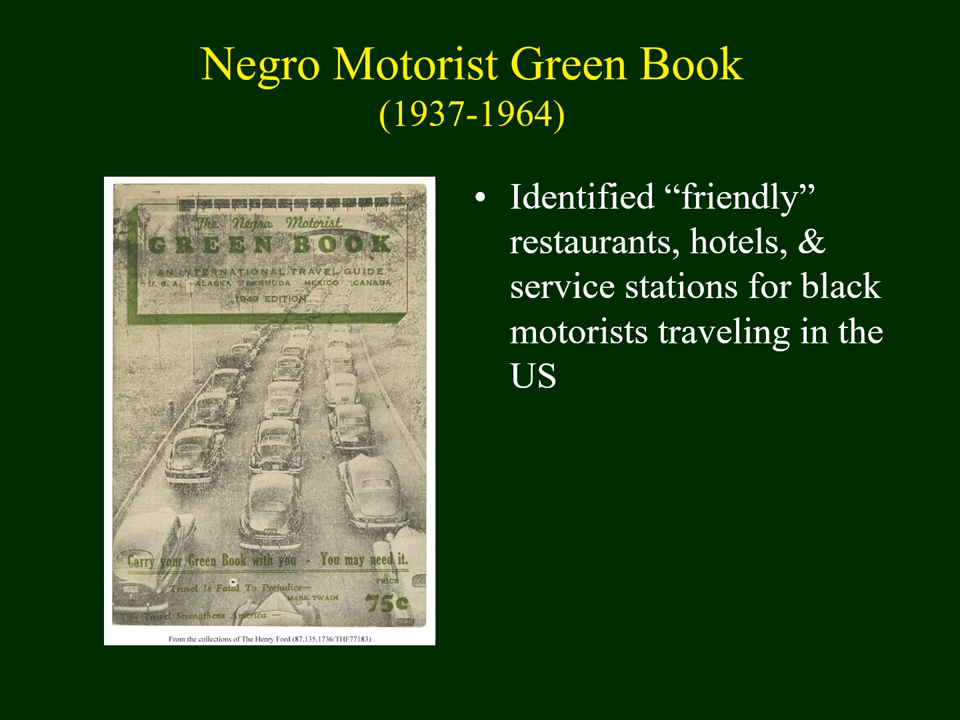 Negro Motorist Green Book
(1937-1964)
• Identified “friendly”
restaurants, hotels, &
service stations for black
motorists traveling in the
US
The Negro Motorist
GREEN BOOK
AN INTERNATIONAL TRAVEL GUIDE
U. S. A. ALASKA BERMUDA MEXICO CANADA
1949 EDITION
Carry your Green Book with you - You may need it.
Travel Is Fatal To Prejudice—
MARK TWAIN
PRICE
75c
Travel Strengthens America —
From the collections of The Henry Ford (87.135.1736/THF77183)